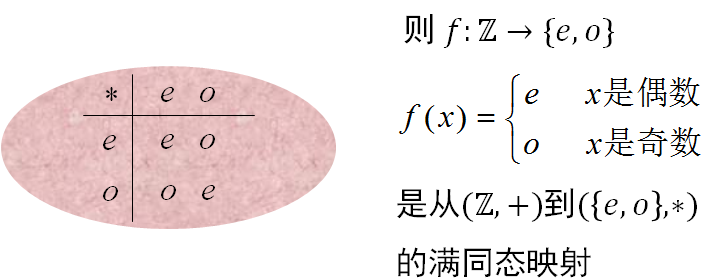 * e o
e e o
o o e
则 f: ℤ → {e, o}
f(x) = { e x是偶数
o x是奇数
是从(ℤ, +)到({e, o},*)
的满同态映射